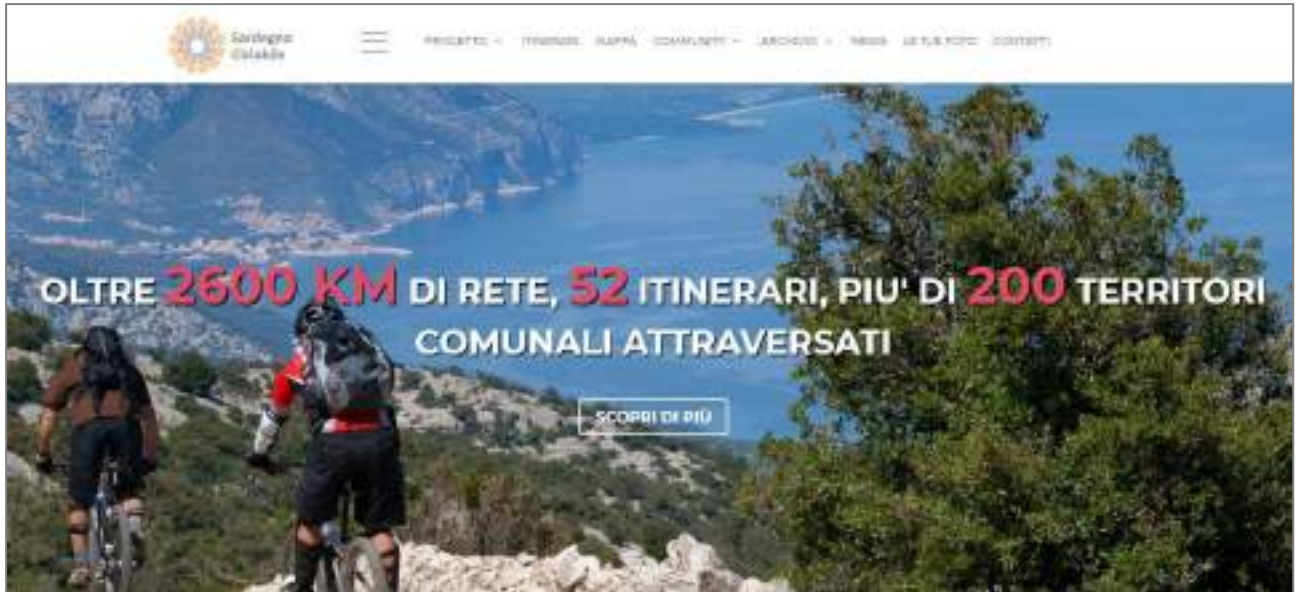 Sardegna
Ciclabile
PROGETTO ITINERARI MAPPA COMMUNITY ARCHIVIO NEWS LE TUE FOTO CONTATTI
OLTRE 2600 KM DI RETE, 52 ITINERARI, PIU' DI 200 TERRITORI
COMUNALI ATTRAVERSATI
SCOPRI DI PIÙ